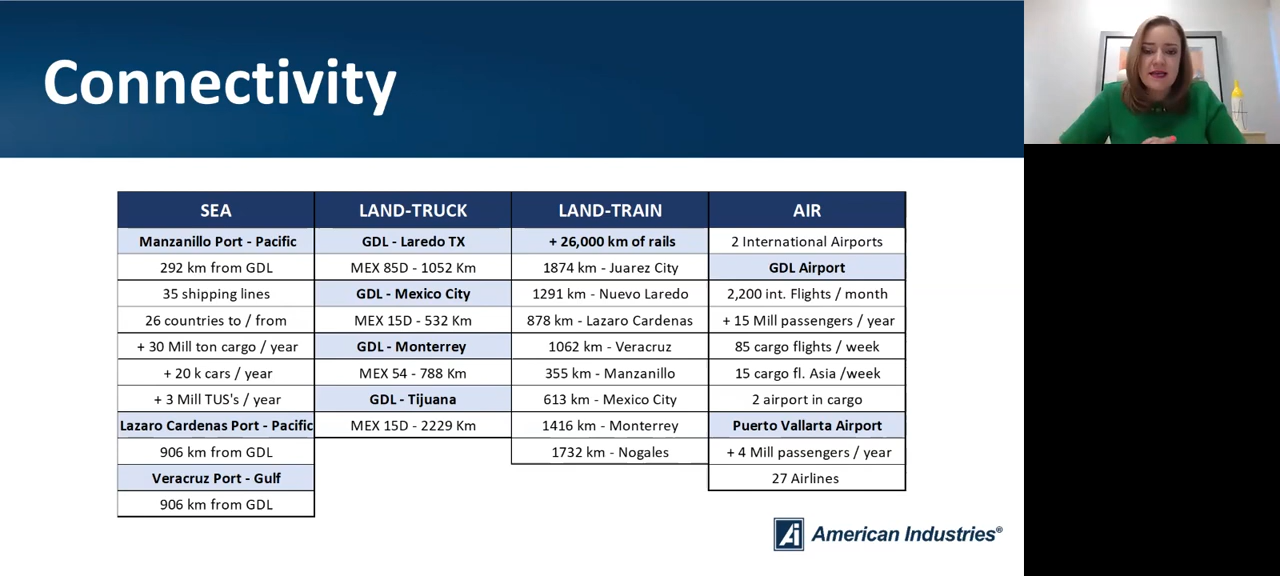 Connectivity
SEA LAND-TRUCK LAND-TRAIN AIR
Manzanillo Port - Pacific GDL - Laredo TX + 26,000 km of rails 2 International Airports
292 km from GDL MEX 85D - 1052 Km 1874 km - Juarez City GDL Airport
35 shipping lines GDL - Mexico City 1291 km - Nuevo Laredo 2,200 int. Flights / month
26 countries to / from MEX 15D - 532 Km 878 km - Lazaro Cardenas + 15 Mill passengers / year
+ 30 Mill ton cargo / year GDL - Monterrey 1062 km - Veracruz 85 cargo flights / week
+ 20 k cars / year MEX 54 - 788 Km 355 km - Manzanillo 15 cargo fl. Asia /week
+ 3 Mill TUS's / year GDL - Tijuana 613 km - Mexico City 2 airport in cargo
Lazaro Cardenas Port - Pacific MEX 15D - 2229 Km 1416 km - Monterrey Puerto Vallarta Airport
906 km from GDL 1732 km - Nogales + 4 Mill passengers / year
Veracruz Port - Gulf 27 Airlines
906 km from GDL
Ai American Industries®